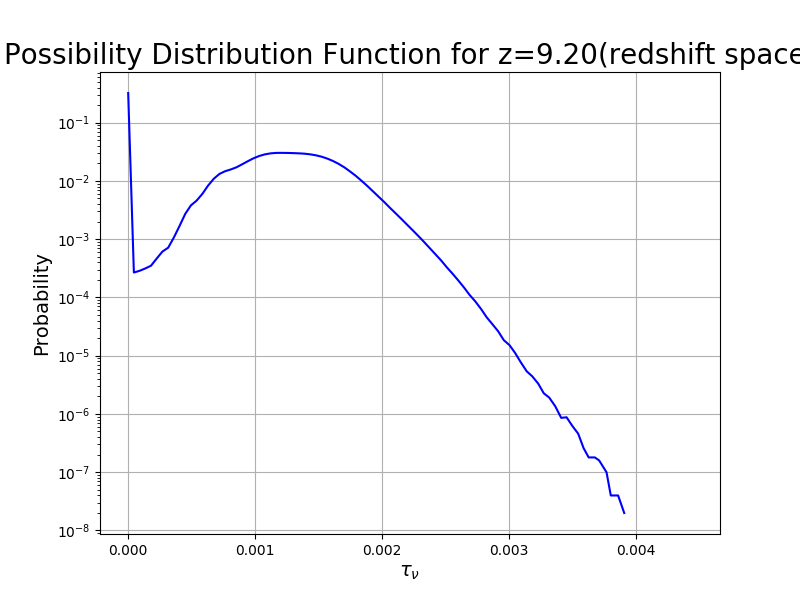 Possibility Distribution Function for z=9.20(redshift space
Probability
10⁻¹
10⁻²
10⁻³
10⁻⁴
10⁻⁵
10⁻⁶
10⁻⁷
10⁻⁸
0.000 0.001 0.002 0.003 0.004
τᵥ